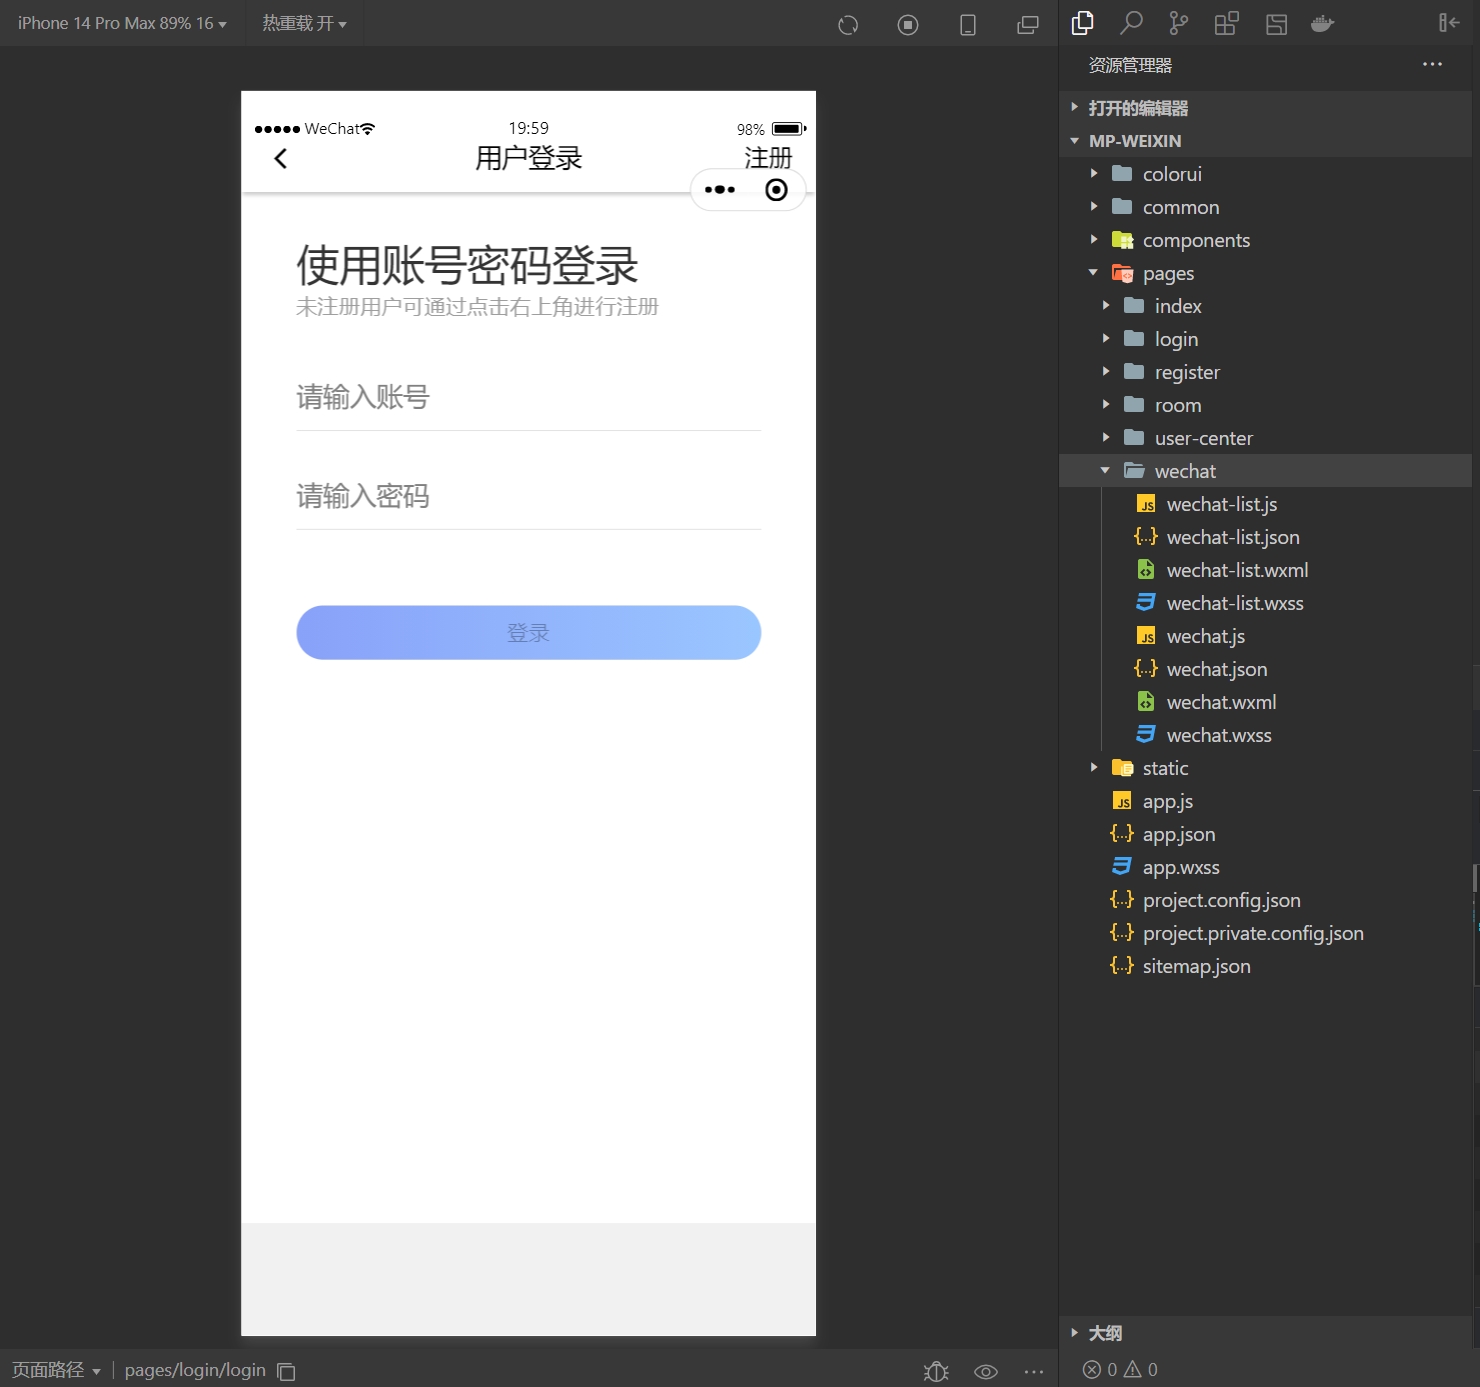 iPhone 14 Pro Max 89% 16
热重载 开
WeChat
19:59
98%
用户登录
注册
使用账号密码登录
未注册用户可通过点击右上角进行注册
请输入账号
请输入密码
登录
页面路径
pages/login/login
资源管理器
打开的编辑器
MP-WEIXIN
colorui
common
components
pages
index
login
register
room
user-center
wechat
JS wechat-list.js
{..} wechat-list.json
wechat-list.wxml
wechat-list.wxss
JS wechat.js
{..} wechat.json
wechat.wxml
wechat.wxss
static
JS app.js
{..} app.json
app.wxss
{..} project.config.json
{..} project.private.config.json
{..} sitemap.json
大纲
0
0